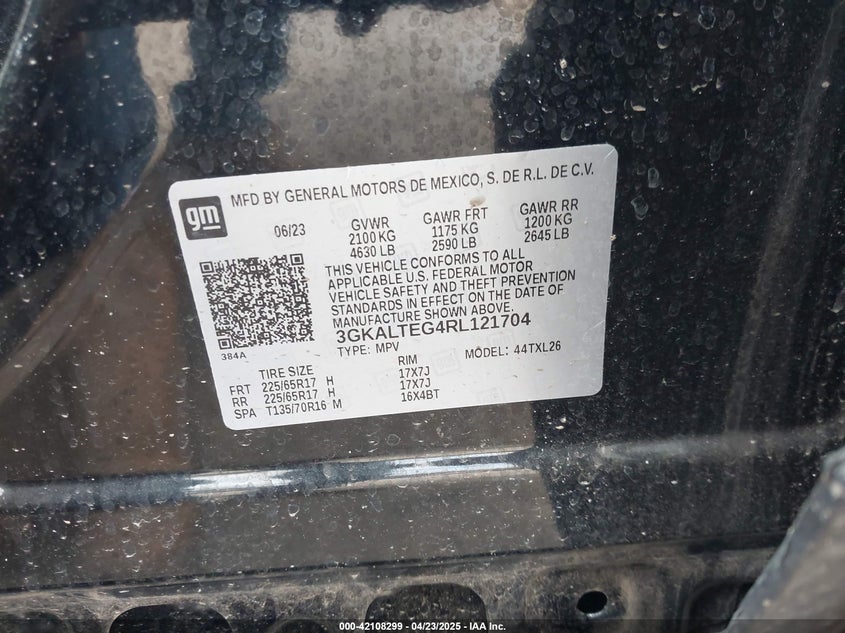 gm
MFD BY GENERAL MOTORS DE MEXICO, S. DE R.L. DE C.V.
06/23 GVWR GAWR FRT GAWR RR
2100 KG 1175 KG 1200 KG
4630 LB 2590 LB 2645 LB
THIS VEHICLE CONFORMS TO ALL
APPLICABLE U.S. FEDERAL MOTOR
VEHICLE SAFETY AND THEFT PREVENTION
STANDARDS IN EFFECT ON THE DATE OF
MANUFACTURE SHOWN ABOVE.
3GKALTEG4RL121704
384A
TYPE: MPV MODEL: 44TXL26
TIRE SIZE RIM
FRT 225/65R17 H 17X7J
RR 225/65R17 H 17X7J
SPA T135/70R16 M 16X4BT
000-42108299 - 04/23/2025 - IAA Inc.